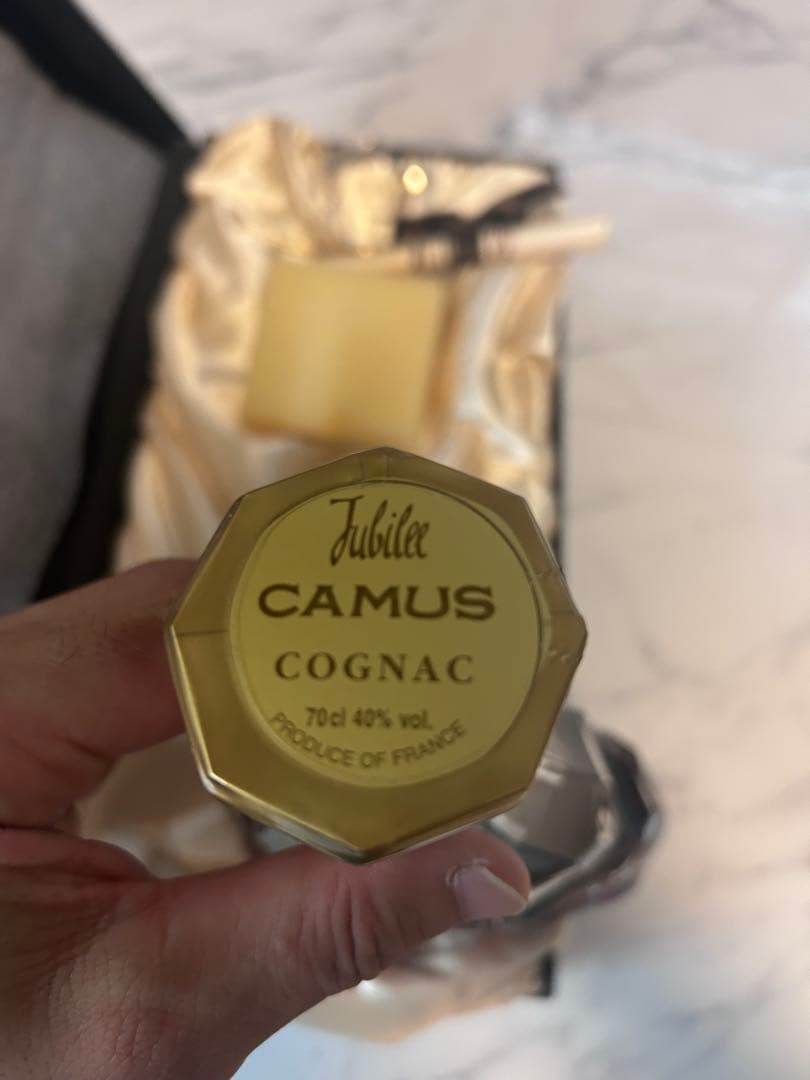 Jubilee
CAMUS
COGNAC
70cl 40% vol.
PRODUCE OF FRANCE